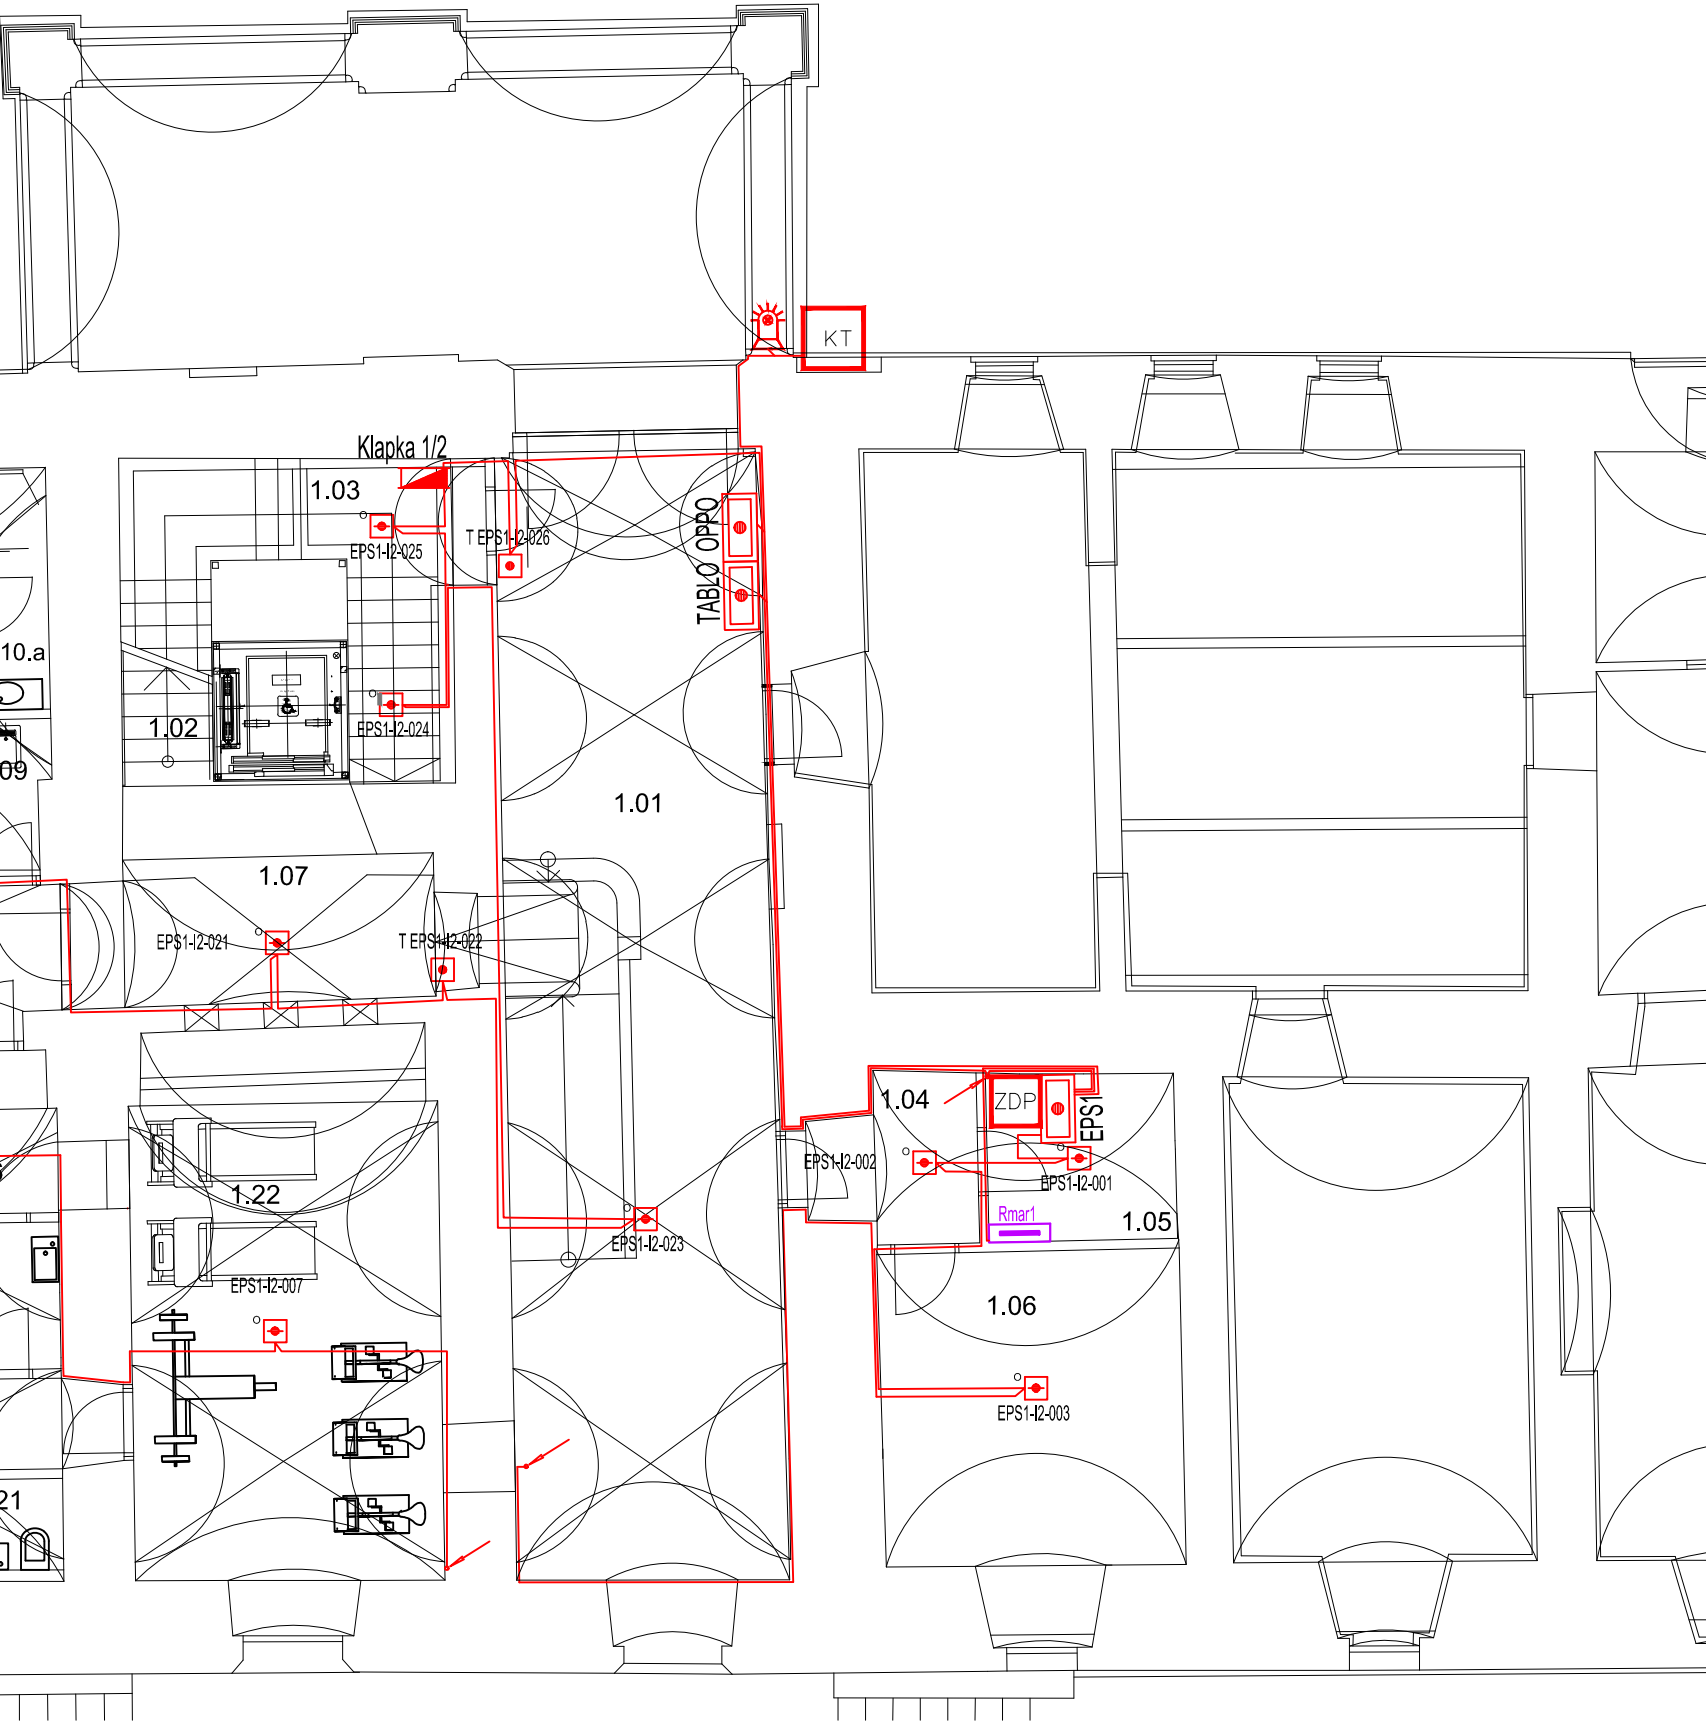 KT
Klapka 1/2
1.03
EPS1-I2-025
T EPS1-I2-026
TABLO OPPO
10.a
1.02
EPS1-I2-024
09
1.01
1.07
EPS1-I2-021
T EPS1-I2-022
1.04
ZDP
EPS1
EPS1-I2-002
EPS1-I2-001
1.22
Rmar1
1.05
EPS1-I2-023
EPS1-I2-007
1.06
EPS1-I2-003
21